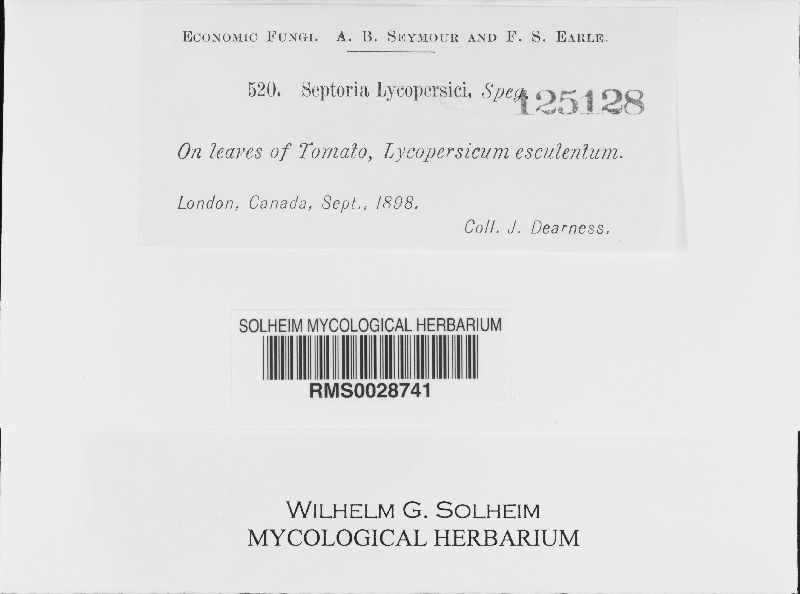 Economic Fungi. A. B. Seymour and F. S. Earle.
520. Septoria Lycopersici, Speg.
125128
On leaves of Tomato, Lycopersicum esculentum.
London, Canada, Sept., 1898.
Coll. J. Dearness.
SOLHEIM MYCOLOGICAL HERBARIUM
RMS0028741
WILHELM G. SOLHEIM
MYCOLOGICAL HERBARIUM